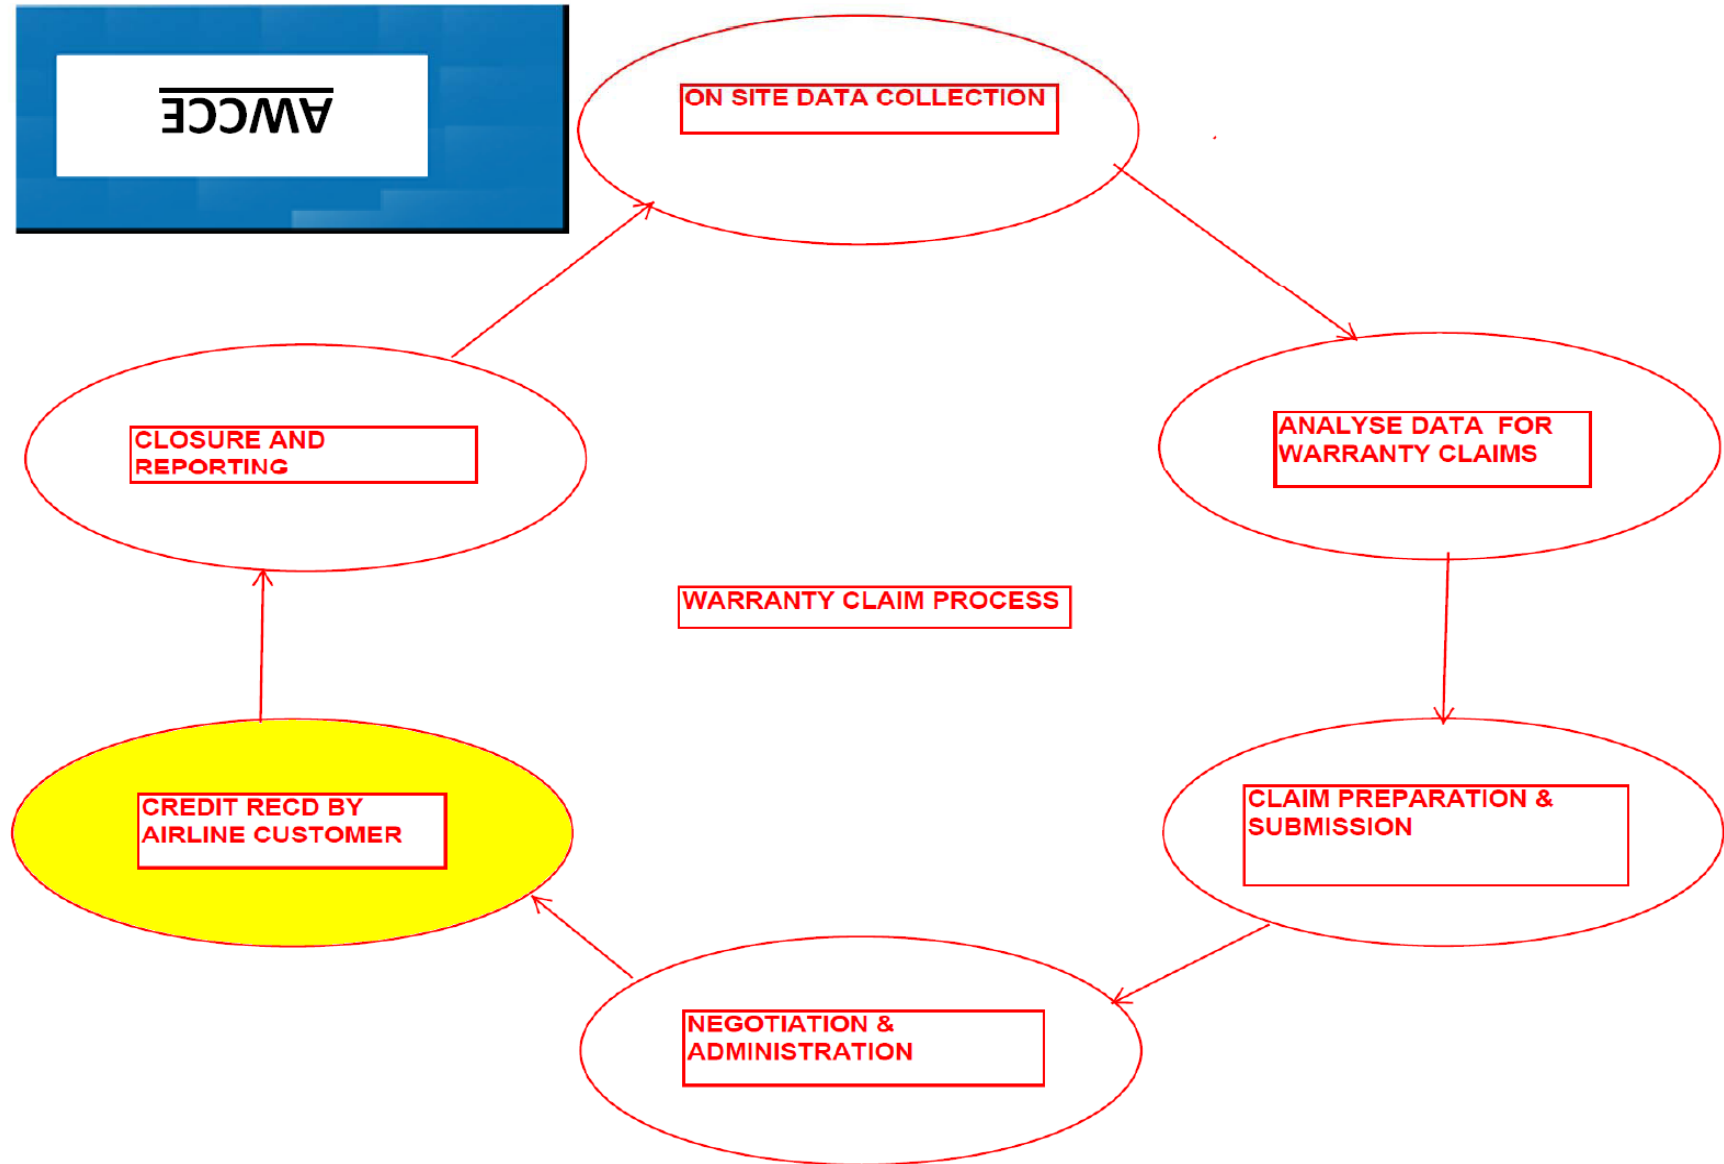 AWCCE
ON SITE DATA COLLECTION
ANALYSE DATA FOR
WARRANTY CLAIMS
CLAIM PREPARATION &
SUBMISSION
NEGOTIATION &
ADMINISTRATION
CREDIT RECD BY
AIRLINE CUSTOMER
CLOSURE AND
REPORTING
WARRANTY CLAIM PROCESS